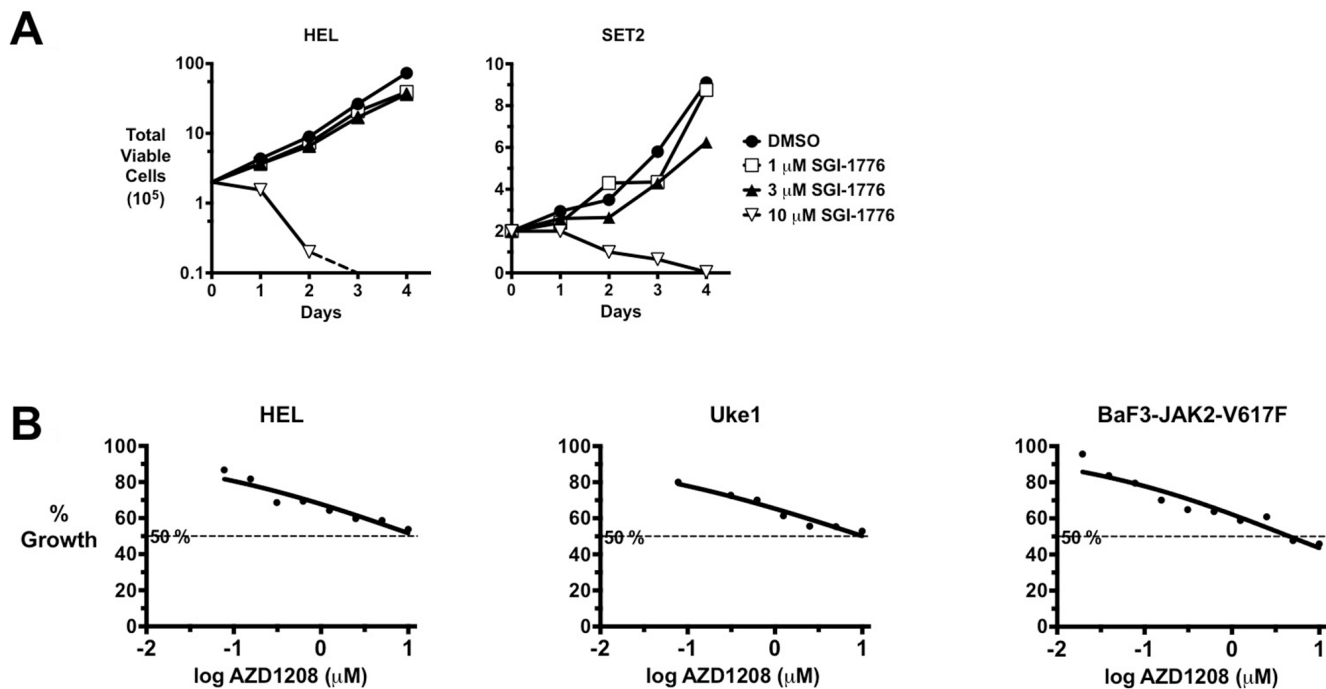 A
HEL
SET2
100
10
1
0.1
Total
Viable
Cells
(10⁵)
0 1 2 3 4
Days
10
8
6
4
2
0
0 1 2 3 4
Days
DMSO
1 μM SGI-1776
3 μM SGI-1776
10 μM SGI-1776
B
HEL
Uke1
BaF3-JAK2-V617F
%
Growth
100
80
60
40
20
0
50 %
-2 -1 0 1
log AZD1208 (μM)
100
80
60
40
20
0
50 %
-2 -1 0 1
log AZD1208 (μM)
100
80
60
40
20
0
50 %
-2 -1 0 1
log AZD1208 (μM)